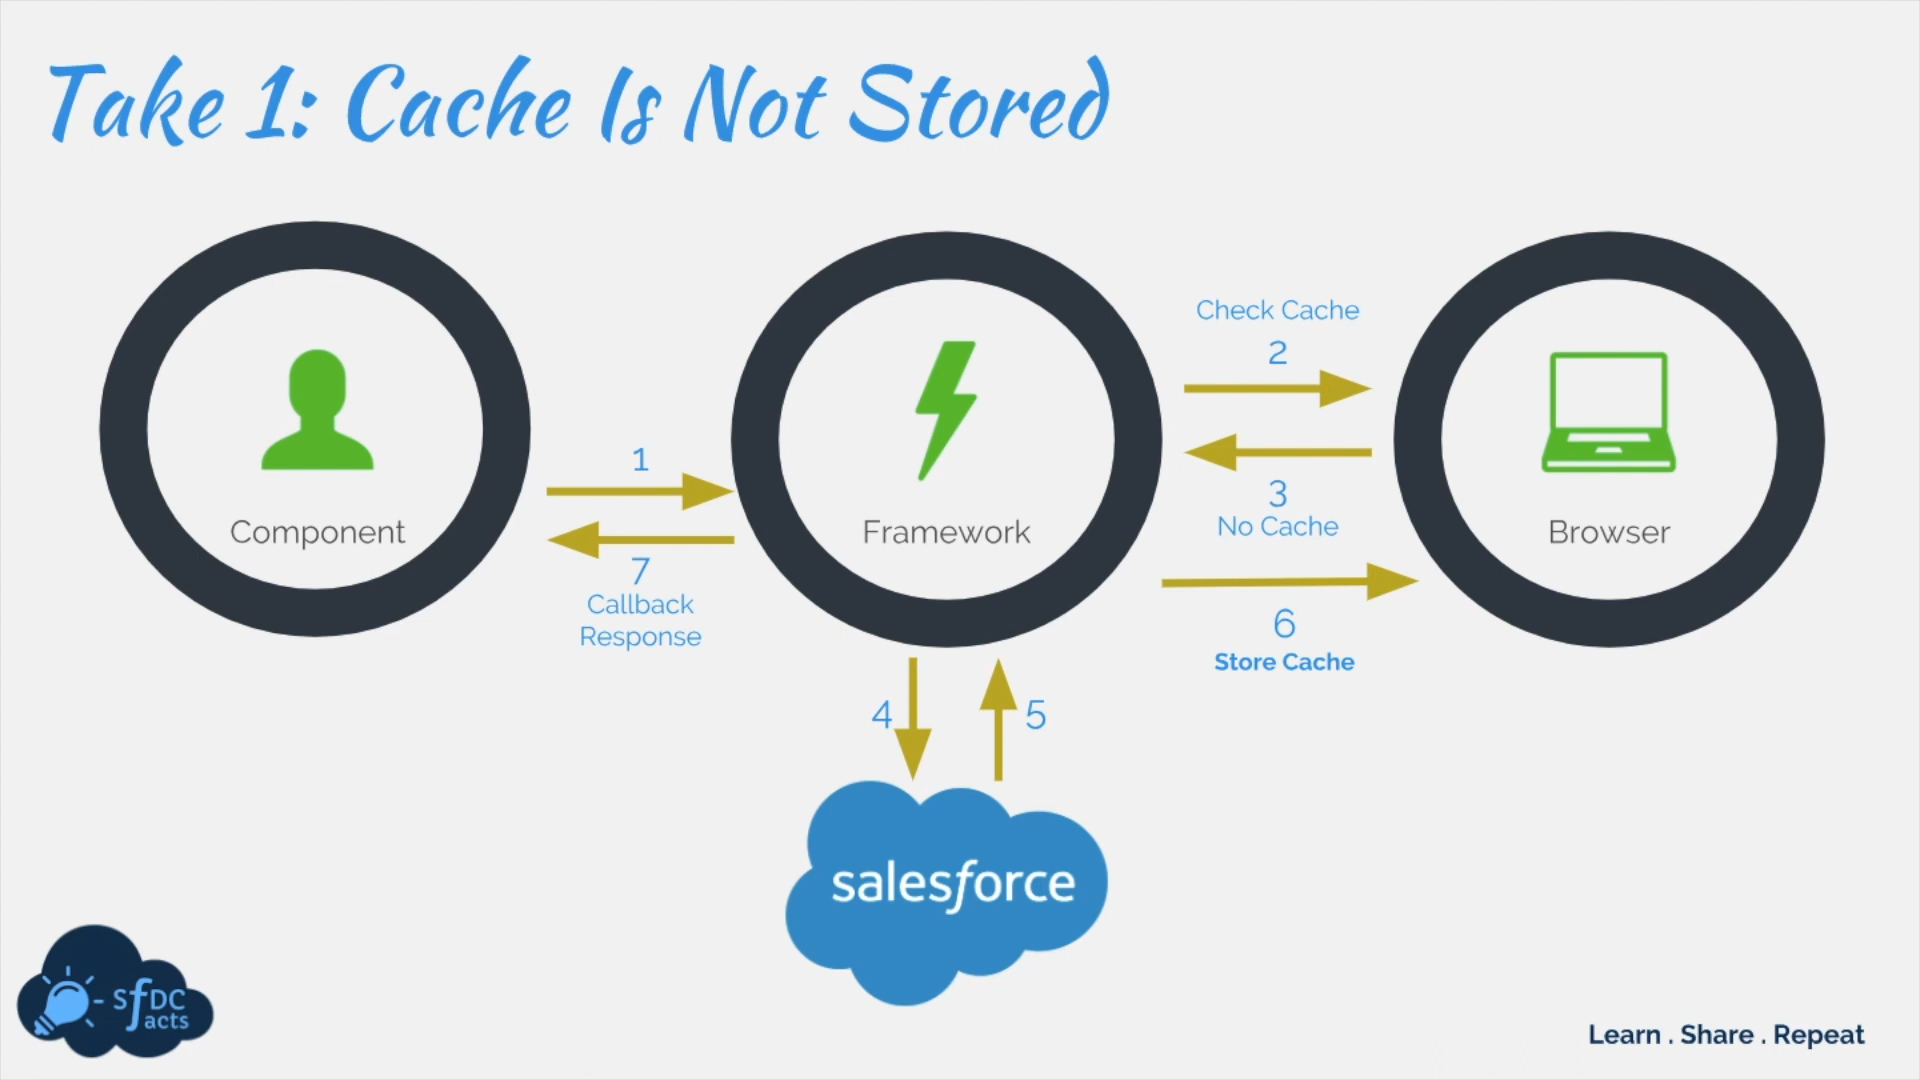 Take 1: Cache Is Not Stored
Component
1
7
Callback
Response
Framework
Check Cache
2
3
No Cache
6
Store Cache
Browser
4
5
salesforce
sfDC
acts
Learn . Share . Repeat